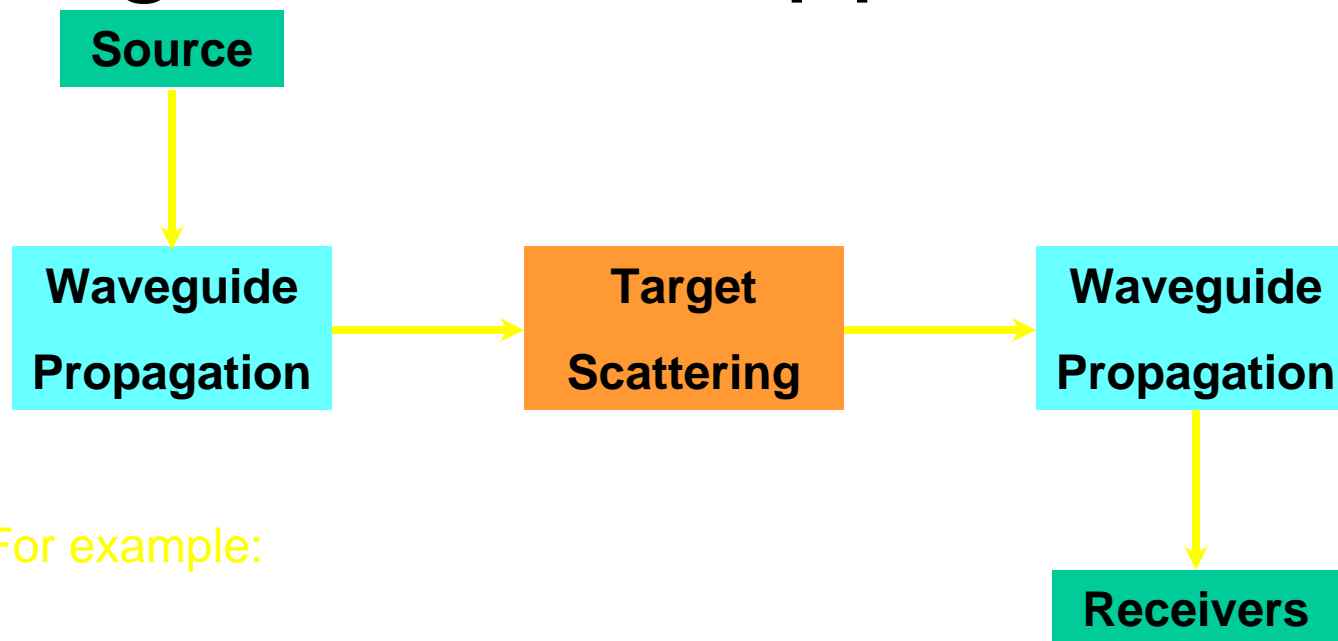 Source
Waveguide
Propagation
Target
Scattering
Waveguide
Propagation
For example:
Receivers